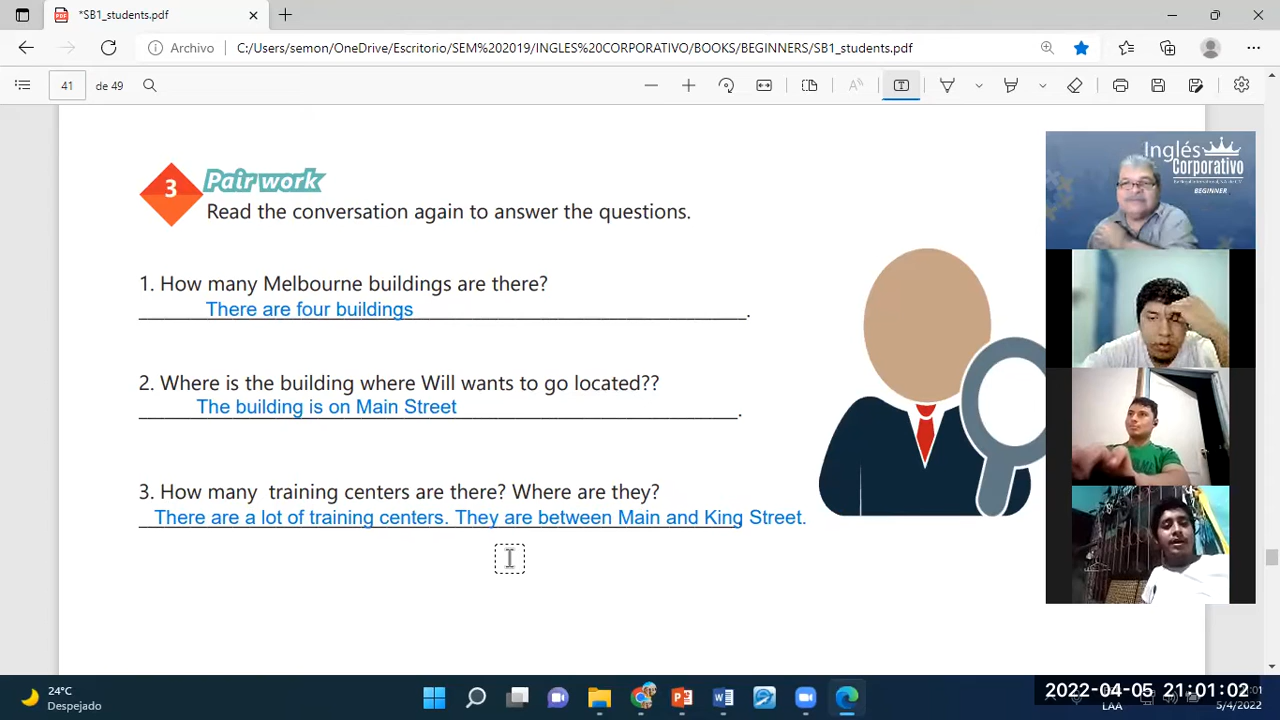 *SB1_students.pdf
Archivo
C:/Users/semon/OneDrive/Escritorio/SEM%202019/INGLES%20CORPORATIVO/BOOKS/BEGINNERS/SB1_students.pdf
41 de 49
3 Pair work
Read the conversation again to answer the questions.
1. How many Melbourne buildings are there?
There are four buildings
2. Where is the building where Will wants to go located??
The building is on Main Street
3. How many training centers are there? Where are they?
There are a lot of training centers. They are between Main and King Street.
Inglés
Corporativo
BEGINNER
24°C
Despejado
2022-04-05 21:01:02
LAA
5/4/2022